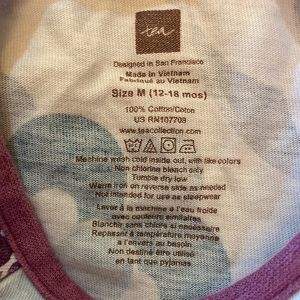 tea
Designed in San Francisco
Made in Vietnam
Fabriqué au Vietnam
Size M (12-18 mos)
100% Cotton/Coton
US RN107708
www.teacollection.com
Machine wash cold inside out, with like colors
Non chlorine bleach only
Tumble dry low
Warm iron on reverse side as needed
Not intended for use as sleepwear
Laver à la machine a l'eau froide
avec couleurs similaires
Blanchir sans chlore si necessaire
Repasser à température moyenne
a l'envers au besoin
Non destiné être utilisé
en tant que pyjamas